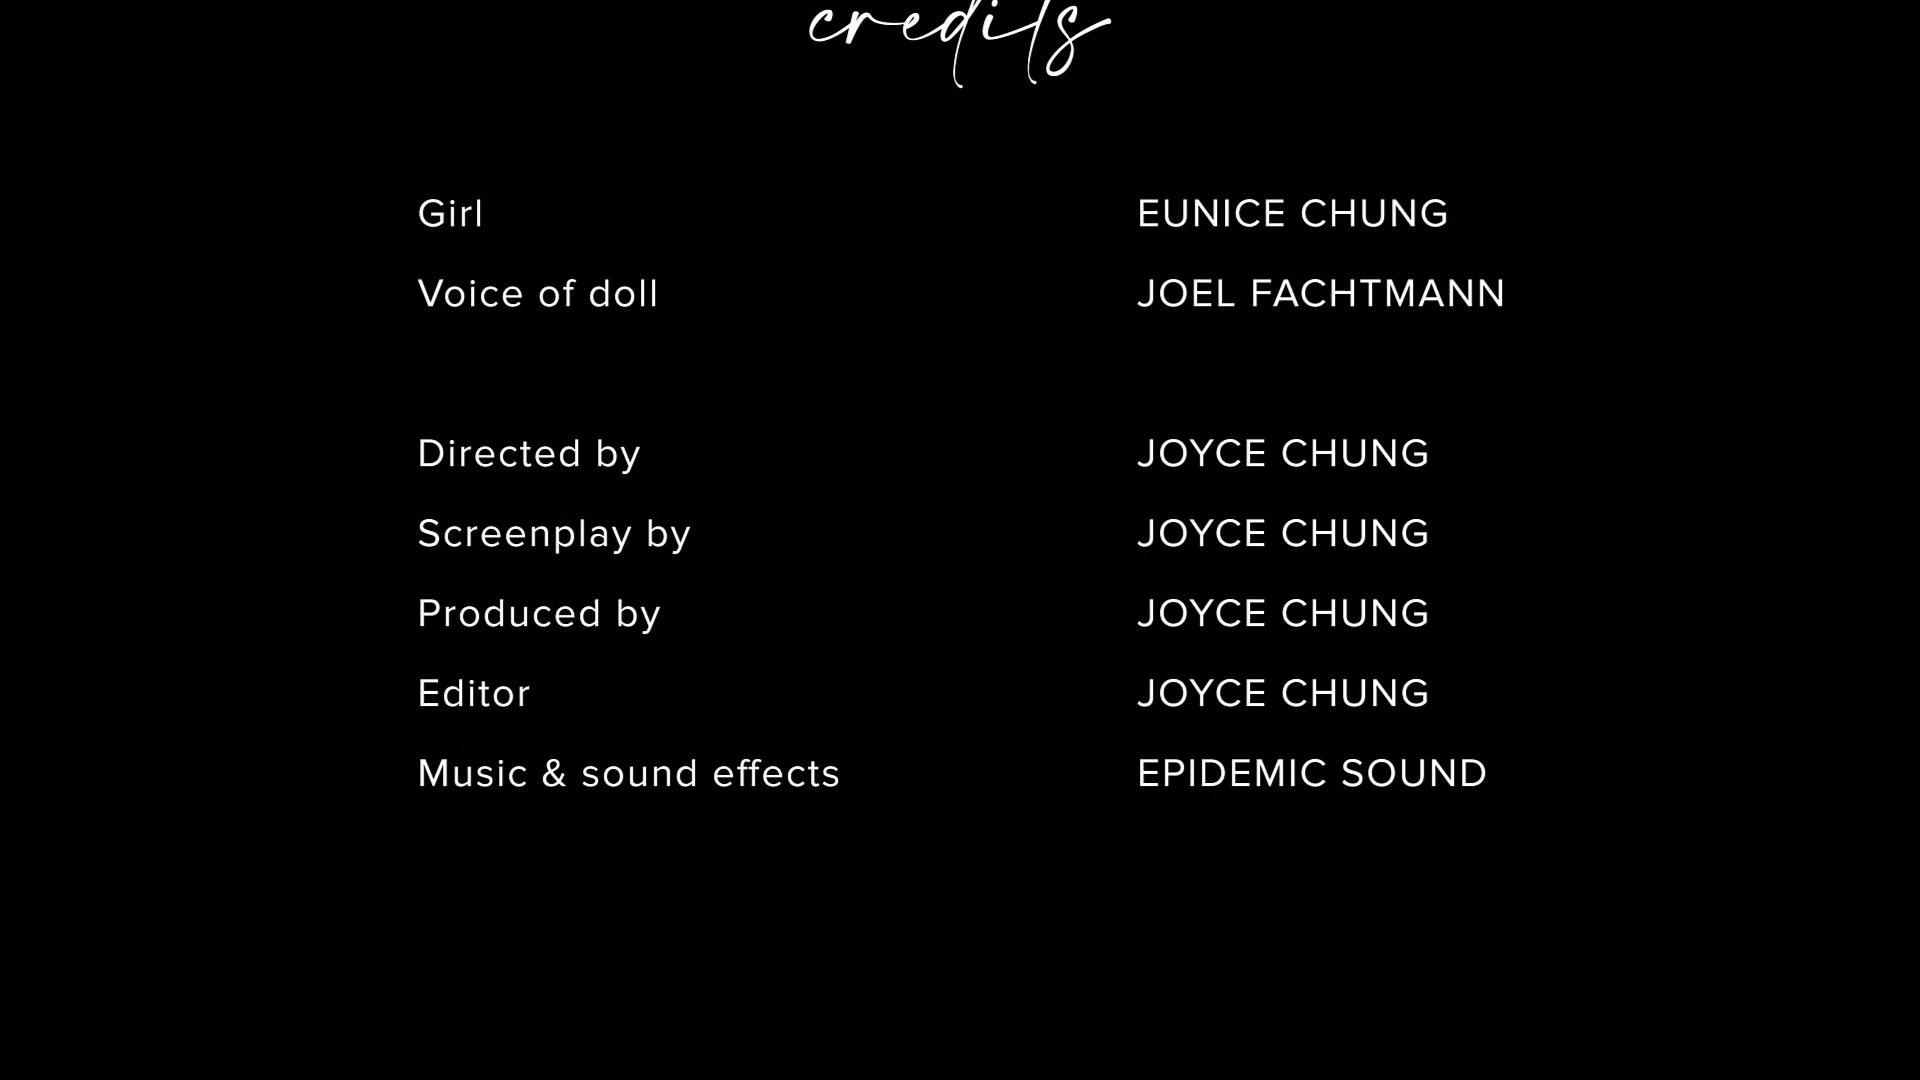 credits
Girl EUNICE CHUNG
Voice of doll JOEL FACHTMANN
Directed by JOYCE CHUNG
Screenplay by JOYCE CHUNG
Produced by JOYCE CHUNG
Editor JOYCE CHUNG
Music & sound effects EPIDEMIC SOUND